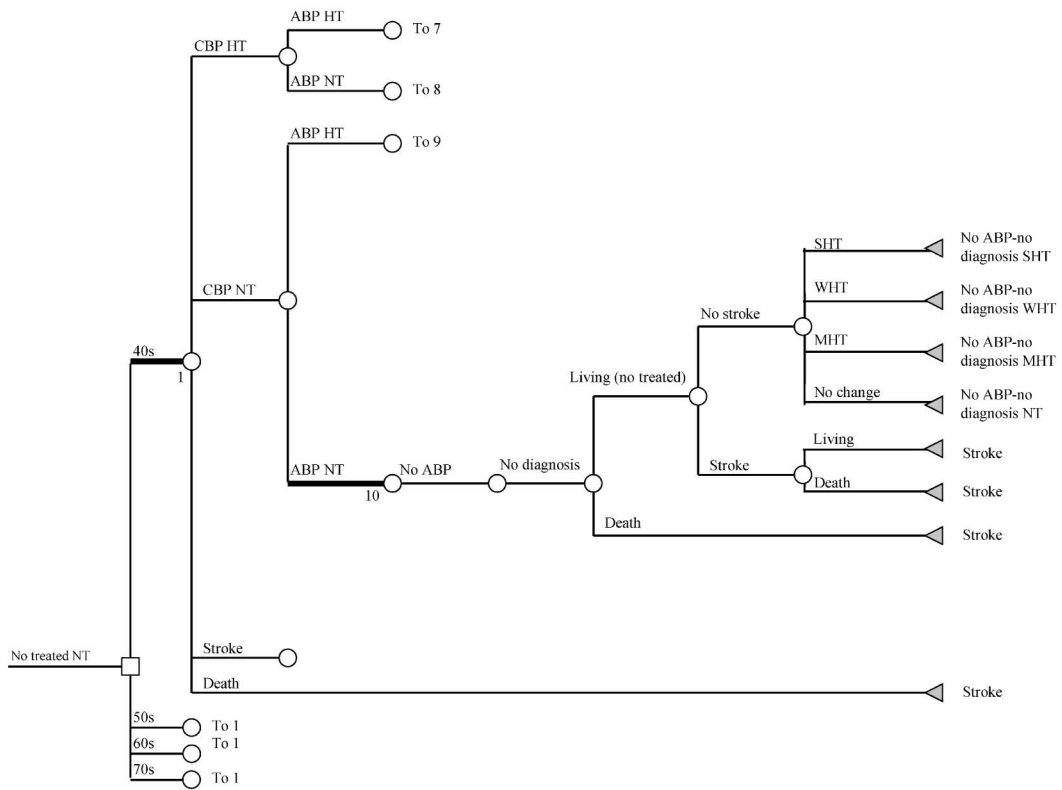 ABP HT
To 7
CBP HT
ABP NT
To 8
ABP HT
To 9
SHT
No ABP-no
diagnosis SHT
CBP NT
WHT
No ABP-no
diagnosis WHT
No stroke
MHT
No ABP-no
diagnosis MHT
40s
1
Living (no treated)
No change
No ABP-no
diagnosis NT
Living
Stroke
ABP NT
10
No ABP
No diagnosis
Stroke
Death
Stroke
Death
Stroke
Stroke
No treated NT
Death
Stroke
50s
To 1
60s
To 1
70s
To 1